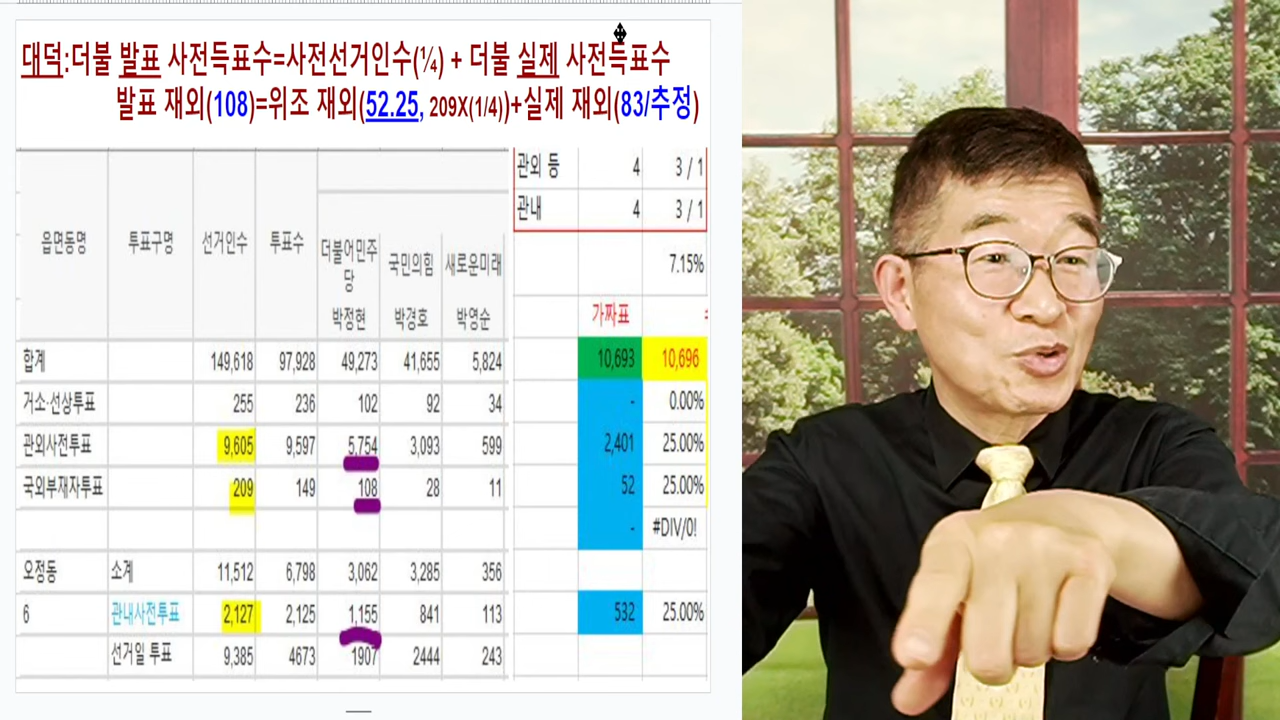 대덕:더불 발표 사전득표수=사전선거인수(¼) + 더불 실제 사전득표수
발표 재외(108)=위조 재외(52.25, 209X(1/4))+실제 재외(83/추정)
읍면동명 투표구명 선거인수 투표수 더불어민주당 박정현 국민의힘 박경호 새로운미래 박영순
합계 149,618 97,928 49,273 41,655 5,824
거소·선상투표 255 236 102 92 34
관외사전투표 9,605 9,597 5,754 3,093 599
국외부재자투표 209 149 108 28 11
오정동 소계 11,512 6,798 3,062 3,285 356
6 관내사전투표 2,127 2,125 1,155 841 113
선거일 투표 9,385 4673 1907 2444 243
관외 등 4 3 / 1
관내 4 3 / 1
7.15%
가짜표
10,693 10,696
- 0.00%
2,401 25.00%
52 25.00%
- #DIV/0!
532 25.00%